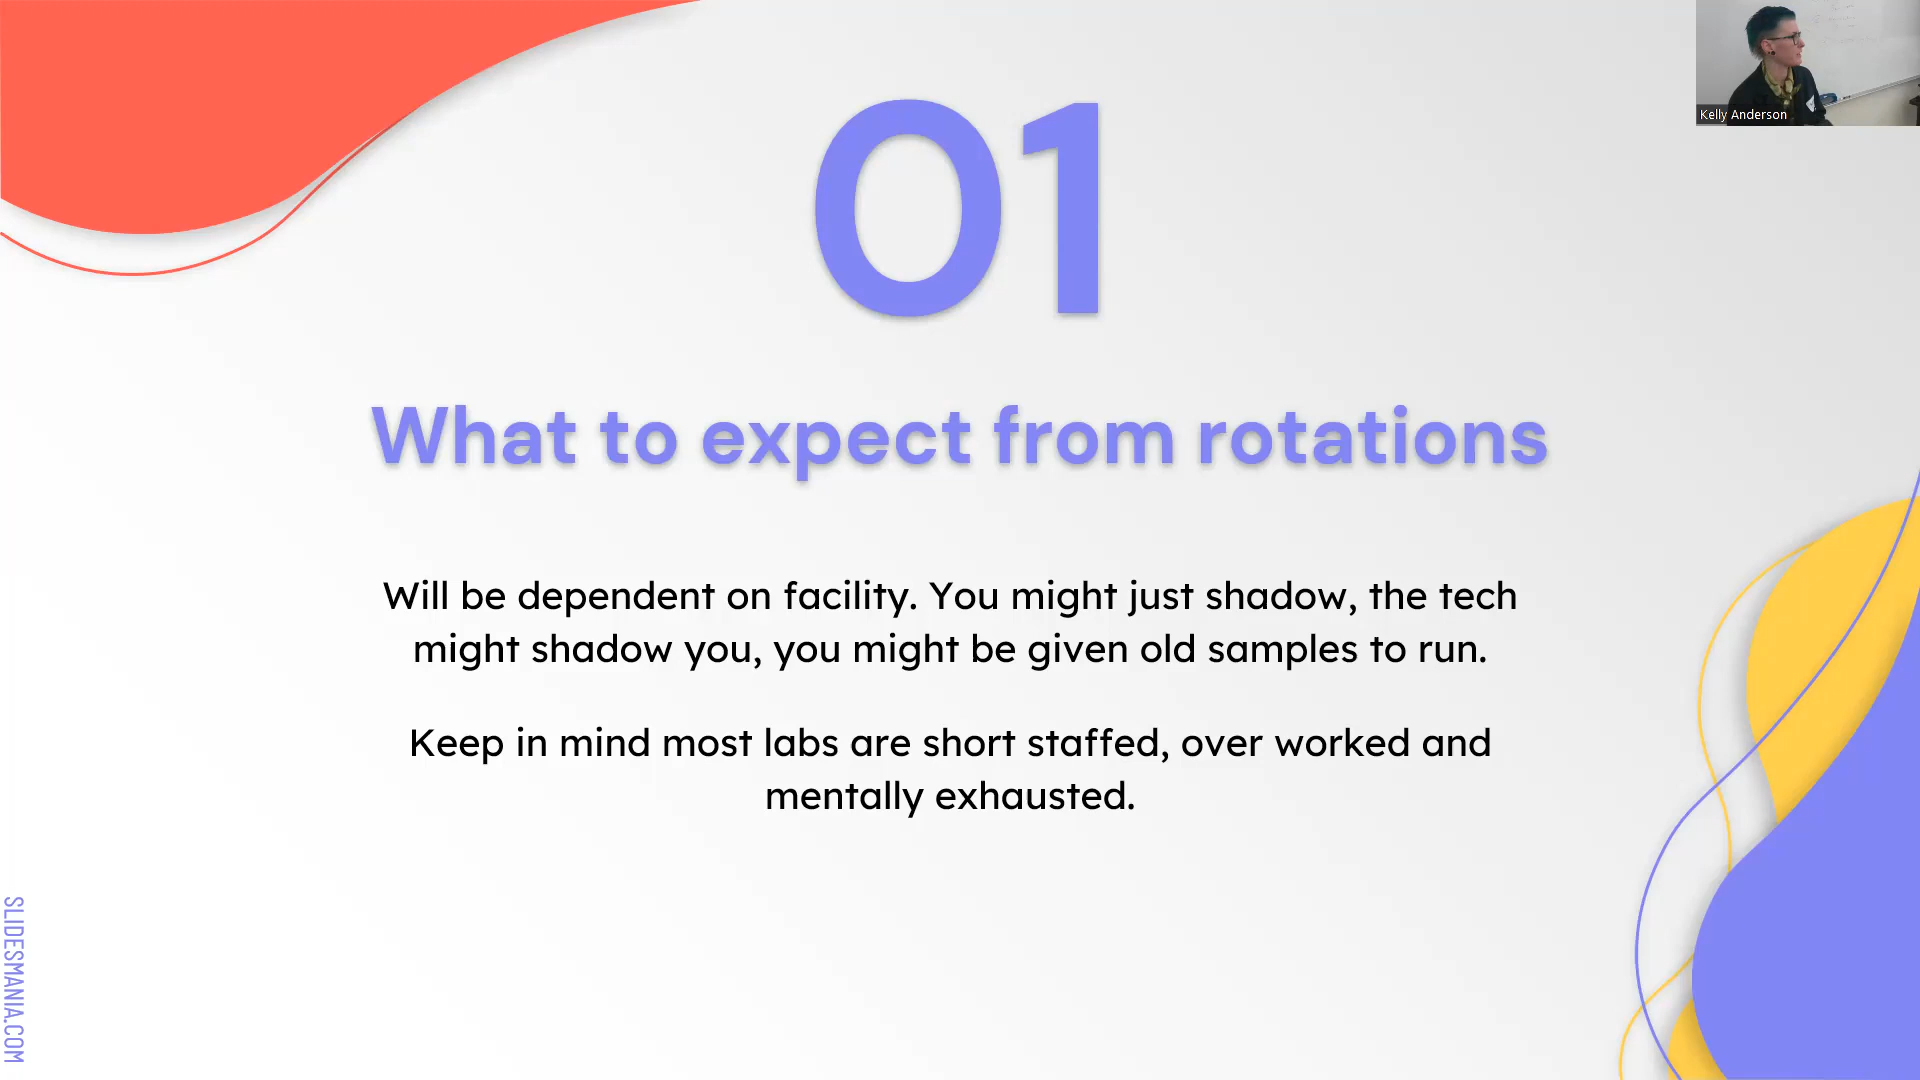 01
Kelly Anderson
What to expect from rotations
Will be dependent on facility. You might just shadow, the tech
might shadow you, you might be given old samples to run.
Keep in mind most labs are short staffed, over worked and
mentally exhausted.
SLIDESMANIA.COM